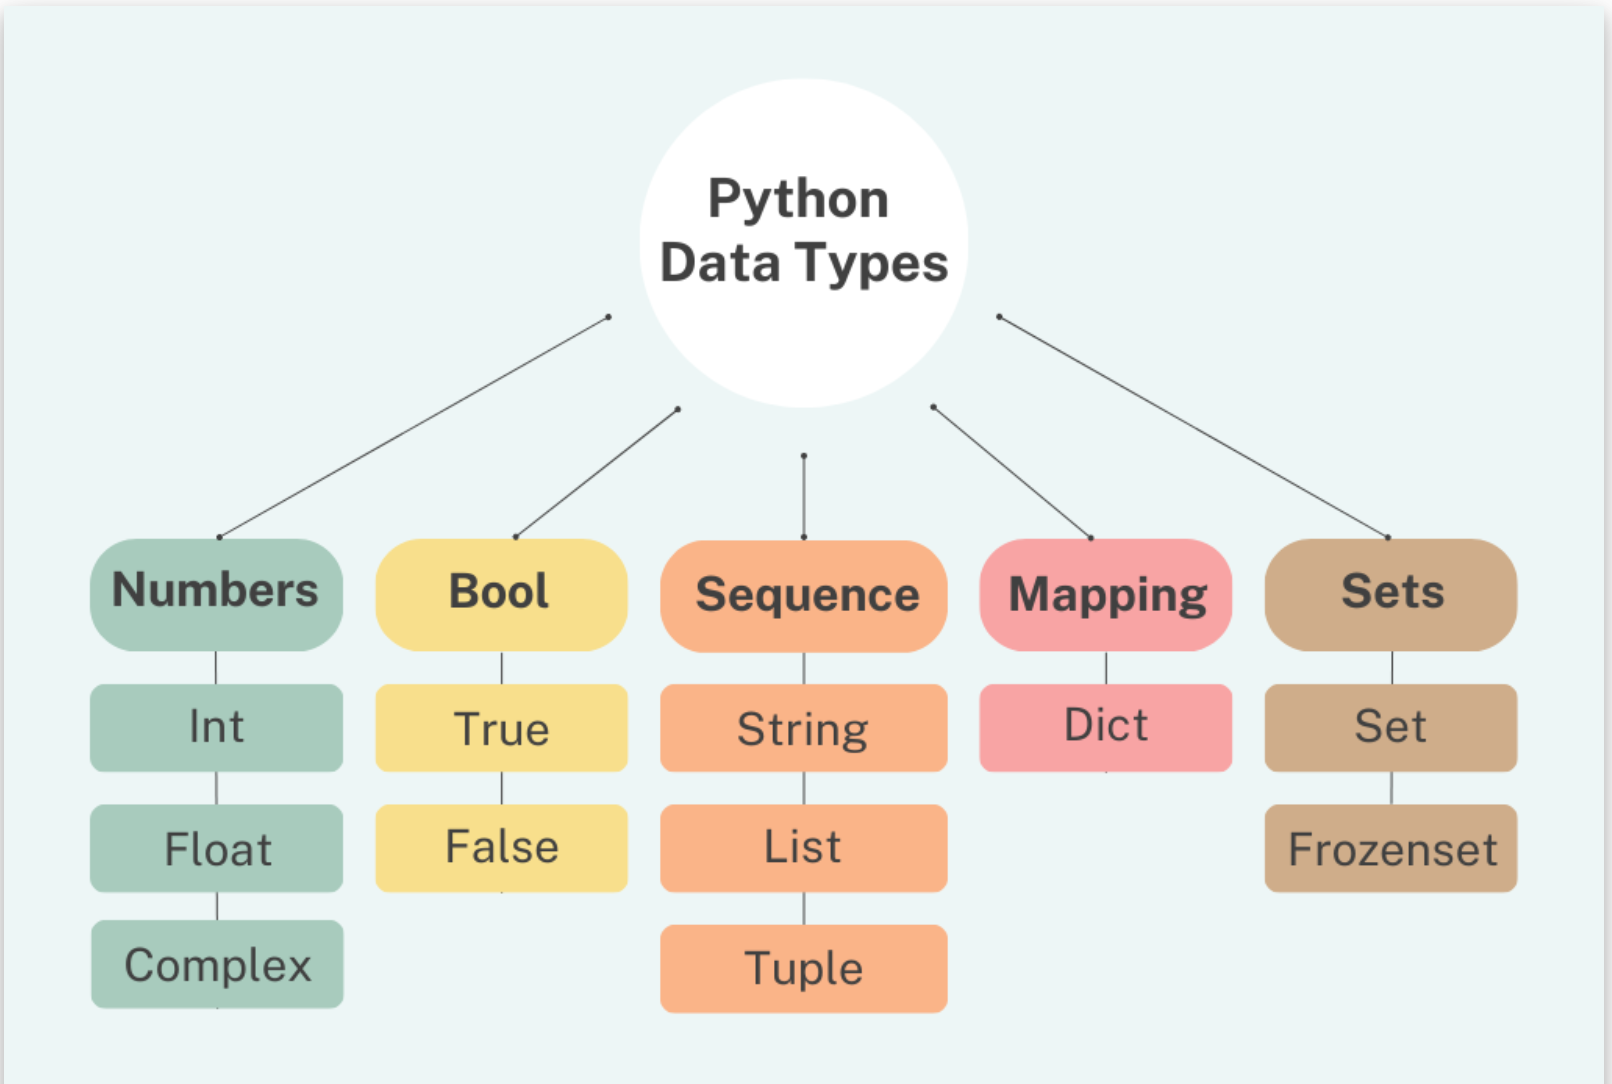 Python
Data Types
Numbers
Bool
Sequence
Mapping
Sets
Int
True
String
Dict
Set
Float
False
List
Frozenset
Complex
Tuple